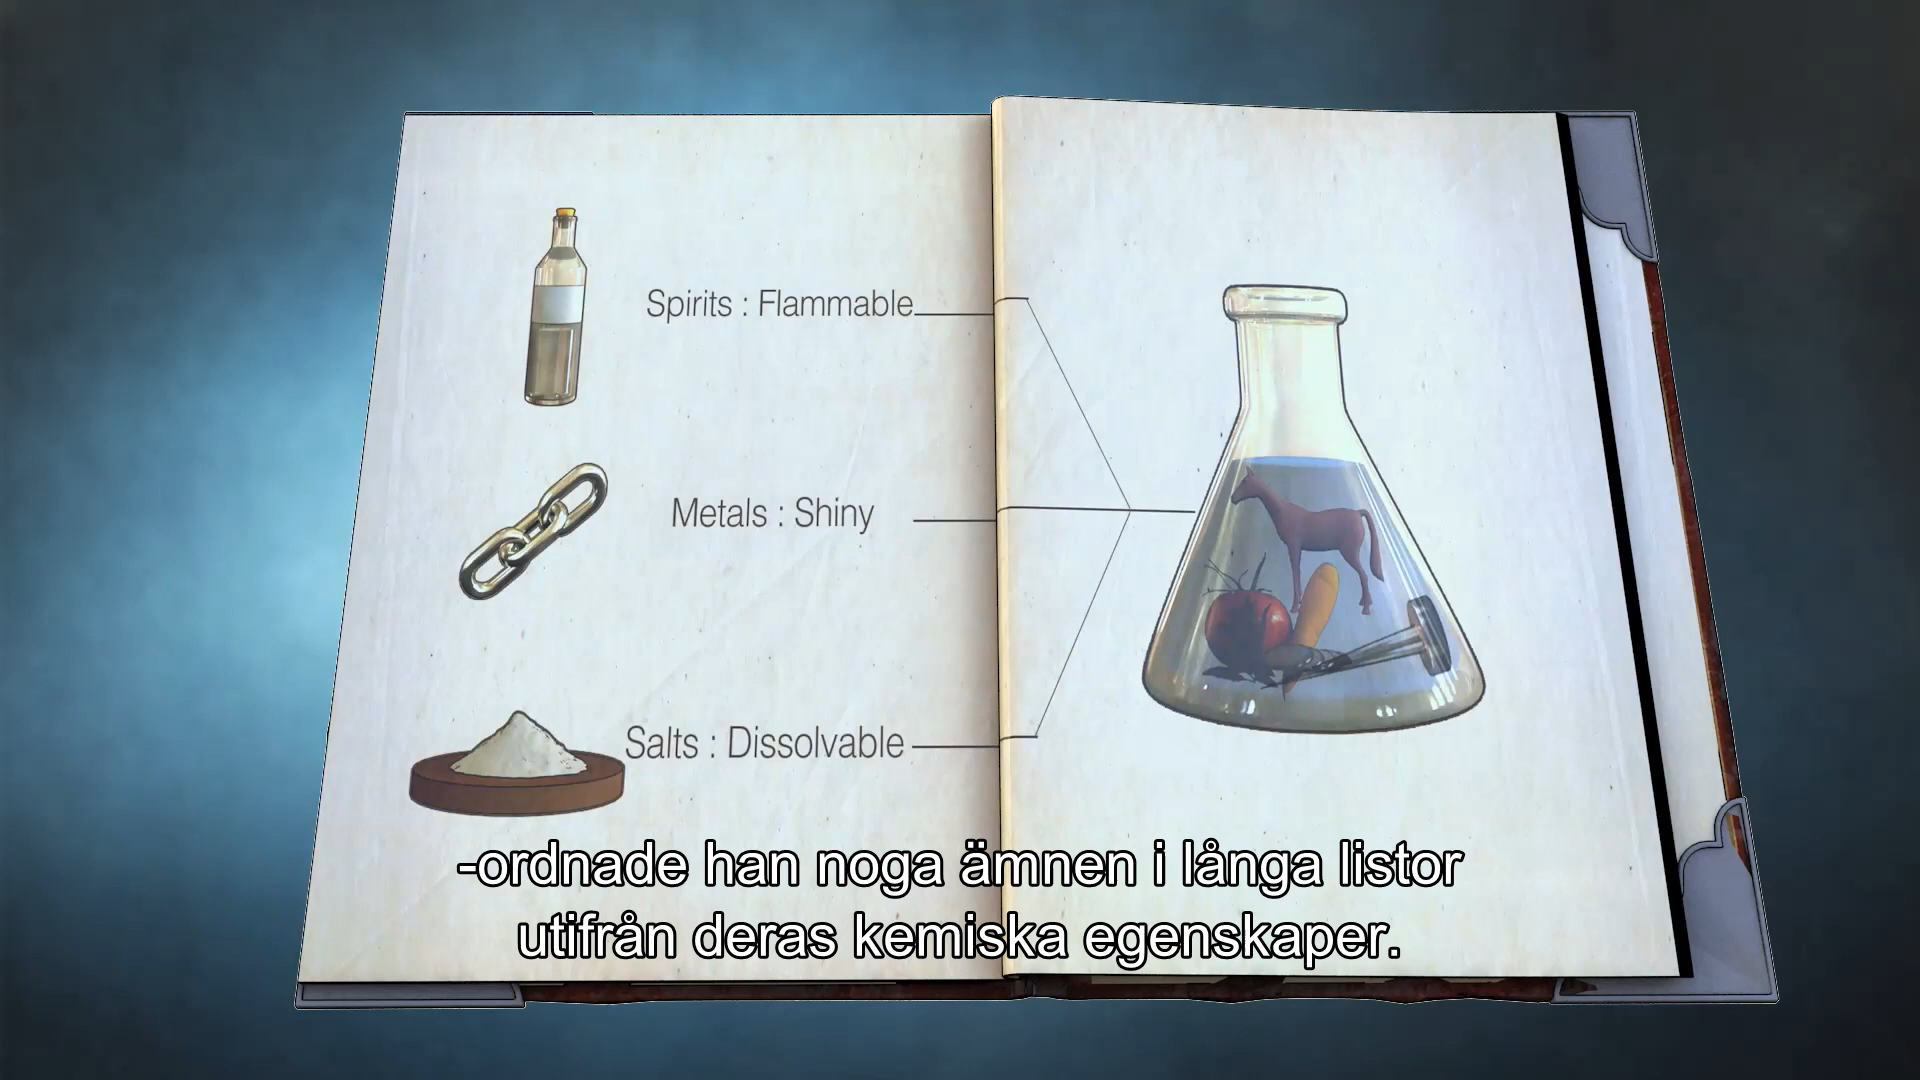 Spirits : Flammable
Metals : Shiny
Salts : Dissolvable
-ordnade han noga ämnen i långa listor
utifrån deras kemiska egenskaper.